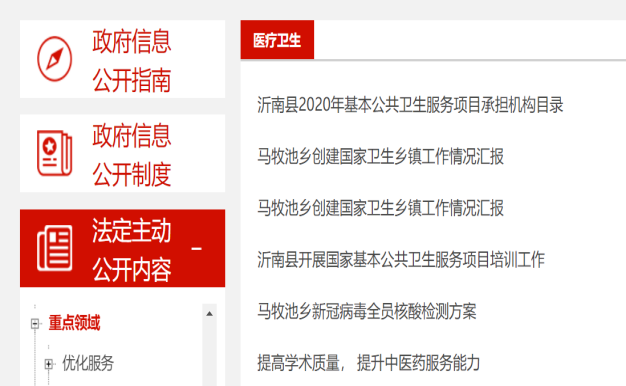 政府信息
公开指南
政府信息
公开制度
法定主动
公开内容
重点领域
优化服务
医疗卫生
沂南县2020年基本公共卫生服务项目承担机构目录
马牧池乡创建国家卫生乡镇工作情况汇报
马牧池乡创建国家卫生乡镇工作情况汇报
沂南县开展国家基本公共卫生服务项目培训工作
马牧池乡新冠病毒全员核酸检测方案
提高学术质量，提升中医药服务能力